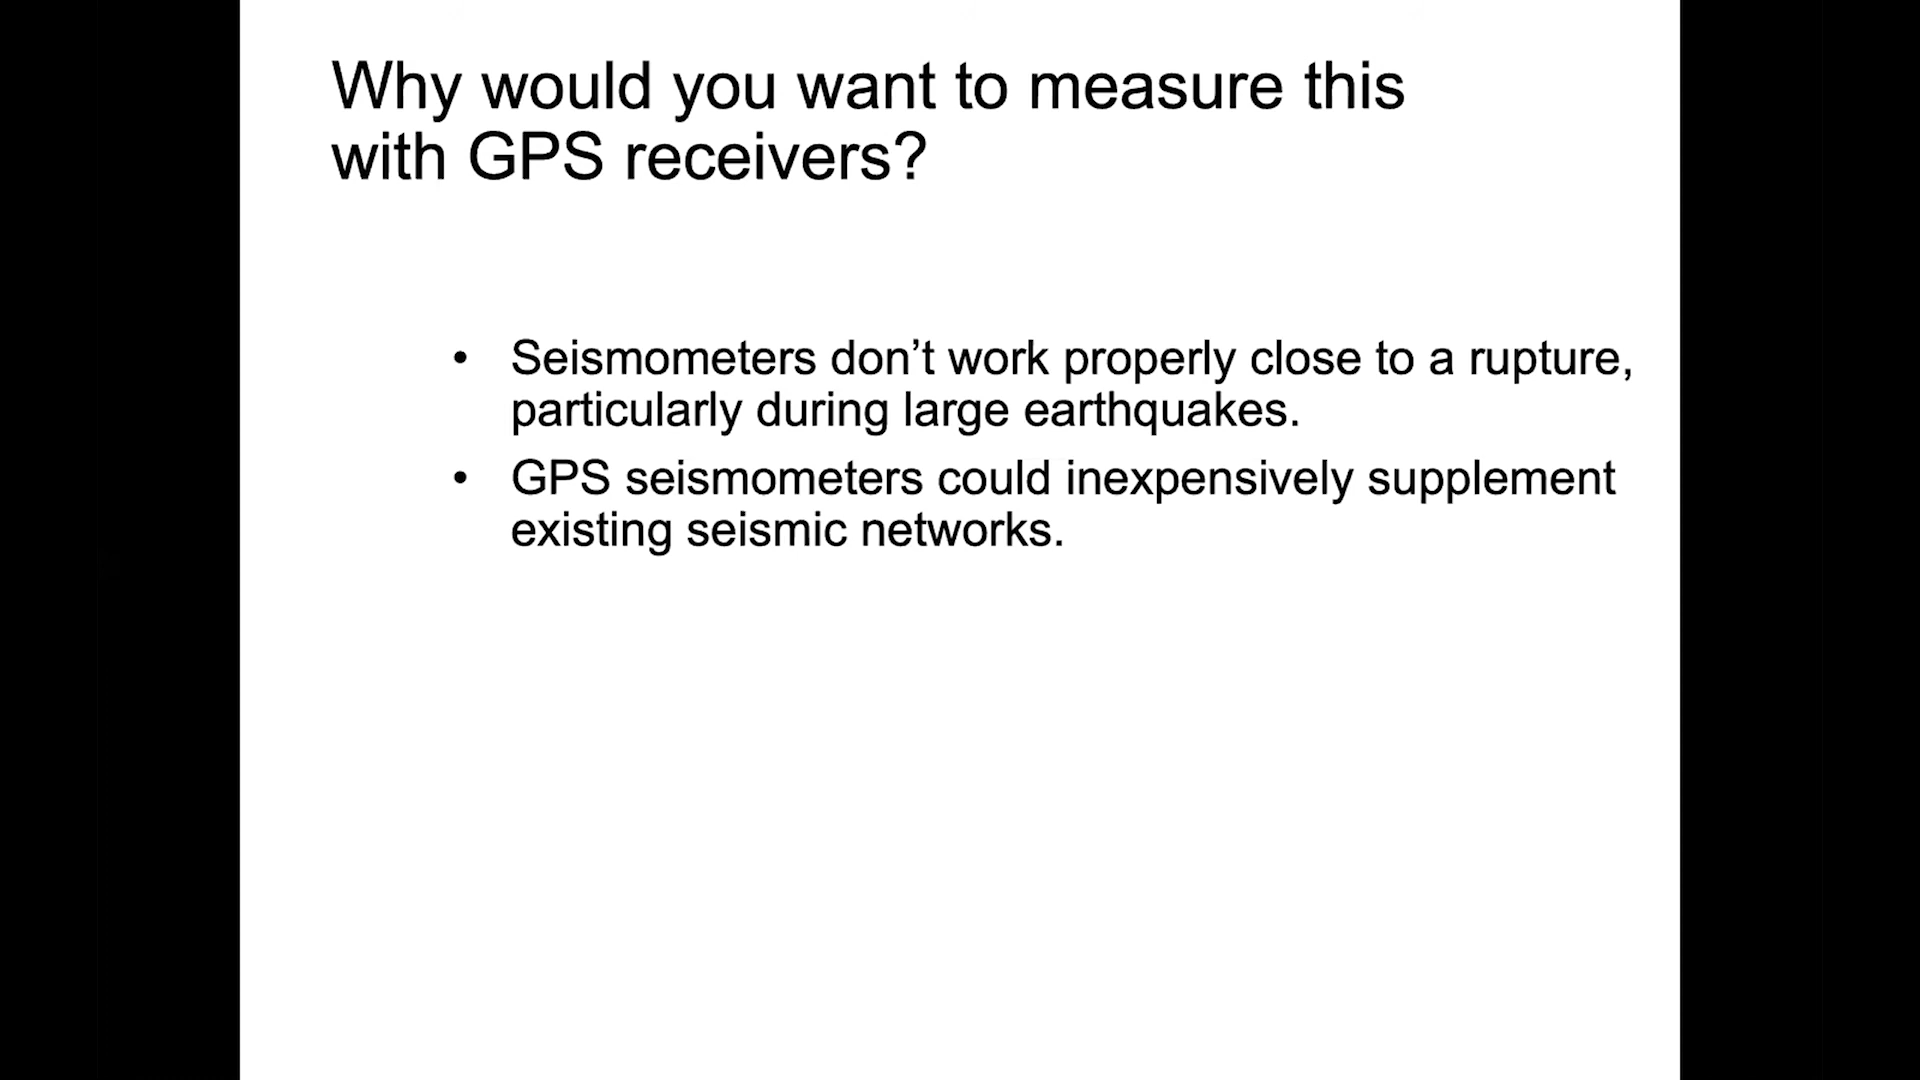 Why would you want to measure this
with GPS receivers?
• Seismometers don’t work properly close to a rupture,
particularly during large earthquakes.
• GPS seismometers could inexpensively supplement
existing seismic networks.